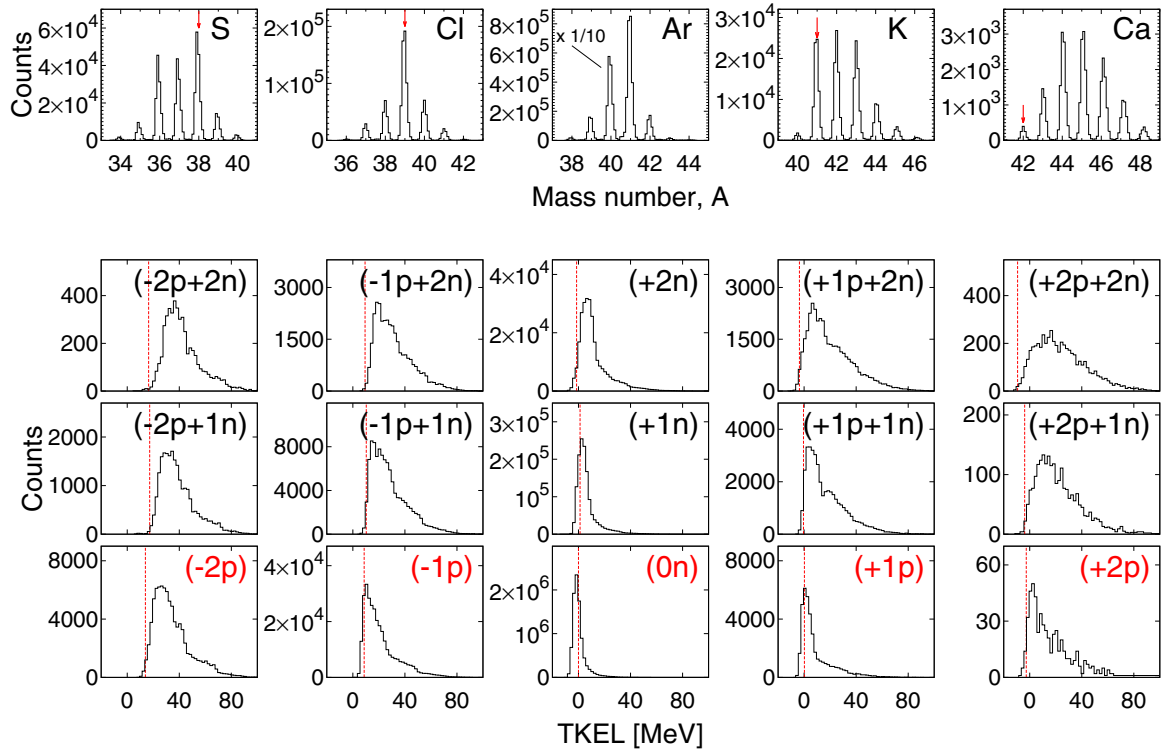 Counts
6×10⁴
4×10⁴
2×10⁴
0
S
34 36 38 40
2×10⁵
1×10⁵
0
Cl
36 38 40 42
8×10⁵
6×10⁵
4×10⁵
2×10⁵
0
x 1/10
Ar
38 40 42 44
3×10⁴
2×10⁴
1×10⁴
0
K
40 42 44 46
3×10³
2×10³
1×10³
0
Ca
42 44 46 48
Mass number, A
400
200
0
(-2p+2n)
3000
1500
0
(-1p+2n)
4×10⁴
2×10⁴
0
(+2n)
3000
1500
0
(+1p+2n)
400
200
0
(+2p+2n)
Counts
2000
1000
0
(-2p+1n)
8000
4000
0
(-1p+1n)
3×10⁵
2×10⁵
1×10⁵
0
(+1n)
4000
2000
0
(+1p+1n)
200
100
0
(+2p+1n)
8000
4000
0
(-2p)
0 40 80
4×10⁴
2×10⁴
0
(-1p)
0 40 80
2×10⁶
1×10⁶
0
(0n)
0 40 80
8000
4000
0
(+1p)
0 40 80
60
30
0
(+2p)
0 40 80
TKEL [MeV]